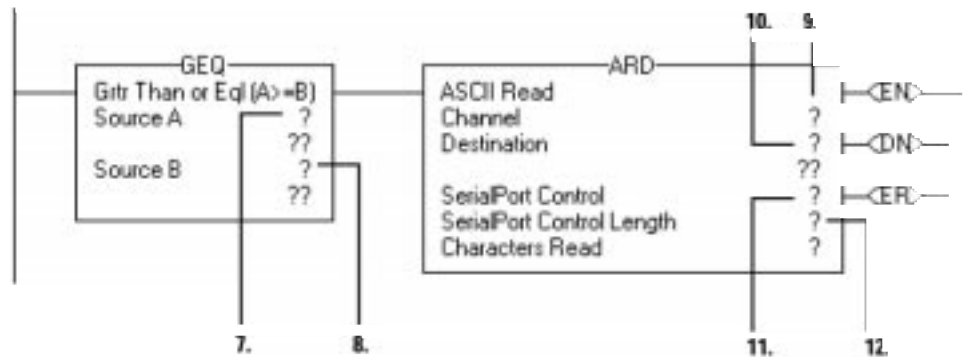 10. 9.
GEQ
Grtr Than or Eql (A>=B)
Source A ?
??
Source B ?
??
ARD
ASCII Read
Channel ?
Destination ?
??
SerialPort Control ?
SerialPort Control Length ?
Characters Read ?
EN
DN
ER
7. 8. 11. 12.